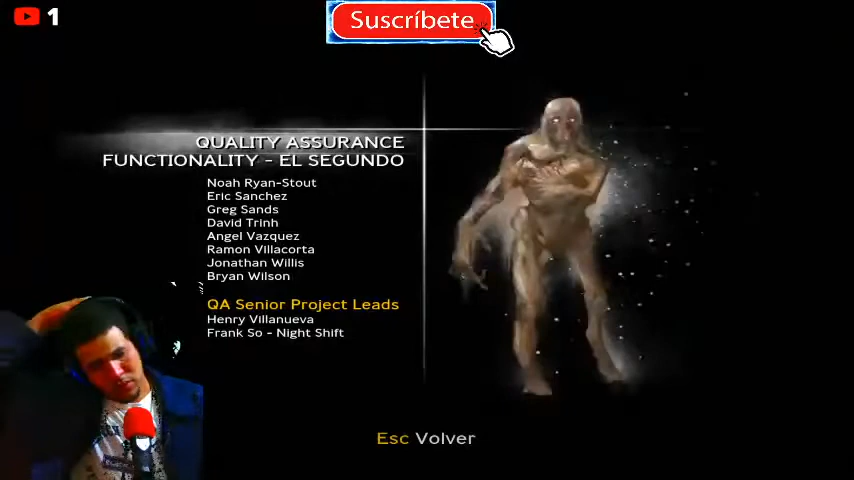 1
Suscríbete
QUALITY ASSURANCE
FUNCTIONALITY - EL SEGUNDO
Noah Ryan-Stout
Eric Sanchez
Greg Sands
David Trinh
Angel Vazquez
Ramon Villacorta
Jonathan Willis
Bryan Wilson
QA Senior Project Leads
Henry Villanueva
Frank So - Night Shift
Esc Volver